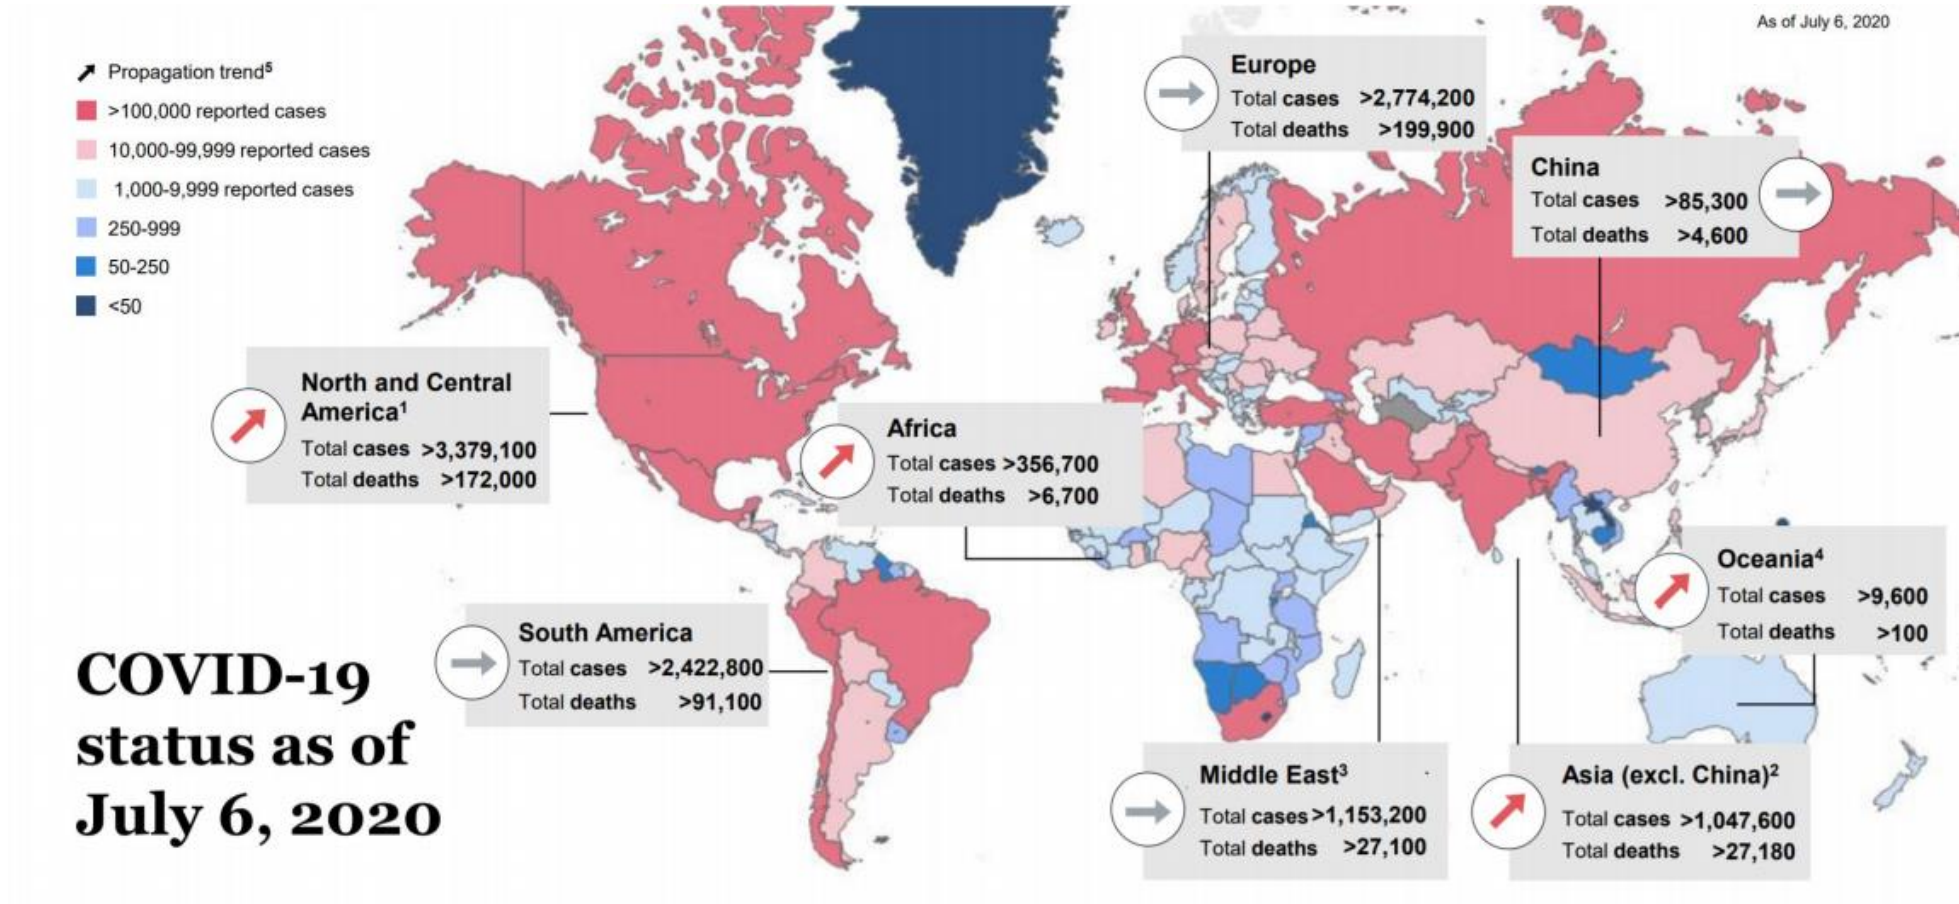 As of July 6, 2020
Propagation trend⁵
>100,000 reported cases
10,000-99,999 reported cases
1,000-9,999 reported cases
250-999
50-250
<50
Europe
Total cases >2,774,200
Total deaths >199,900
China
Total cases >85,300
Total deaths >4,600
North and Central
America¹
Total cases >3,379,100
Total deaths >172,000
Africa
Total cases >356,700
Total deaths >6,700
Oceania⁴
Total cases >9,600
Total deaths >100
South America
Total cases >2,422,800
Total deaths >91,100
COVID-19
status as of
July 6, 2020
Middle East³
Total cases >1,153,200
Total deaths >27,100
Asia (excl. China)²
Total cases >1,047,600
Total deaths >27,180